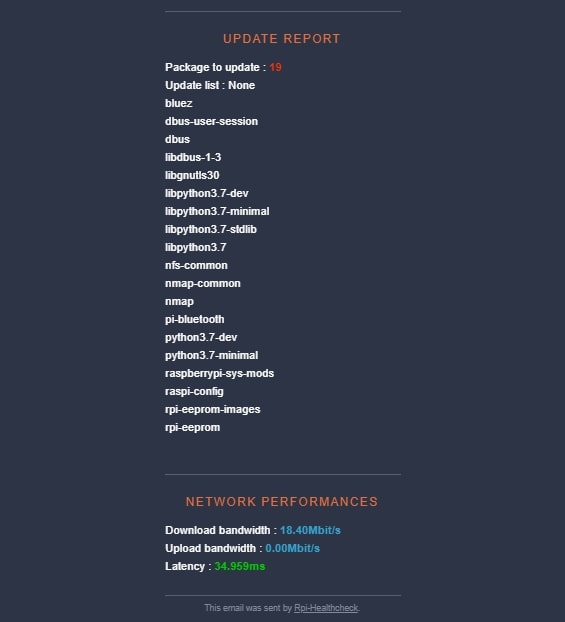 UPDATE REPORT
Package to update : 19
Update list : None
bluez
dbus-user-session
dbus
libdbus-1-3
libgnutls30
libpython3.7-dev
libpython3.7-minimal
libpython3.7-stdlib
libpython3.7
nfs-common
nmap-common
nmap
pi-bluetooth
python3.7-dev
python3.7-minimal
raspberrypi-sys-mods
raspi-config
rpi-eeprom-images
rpi-eeprom
NETWORK PERFORMANCES
Download bandwidth : 18.40Mbit/s
Upload bandwidth : 0.00Mbit/s
Latency : 34.959ms
This email was sent by Rpi-Healthcheck.